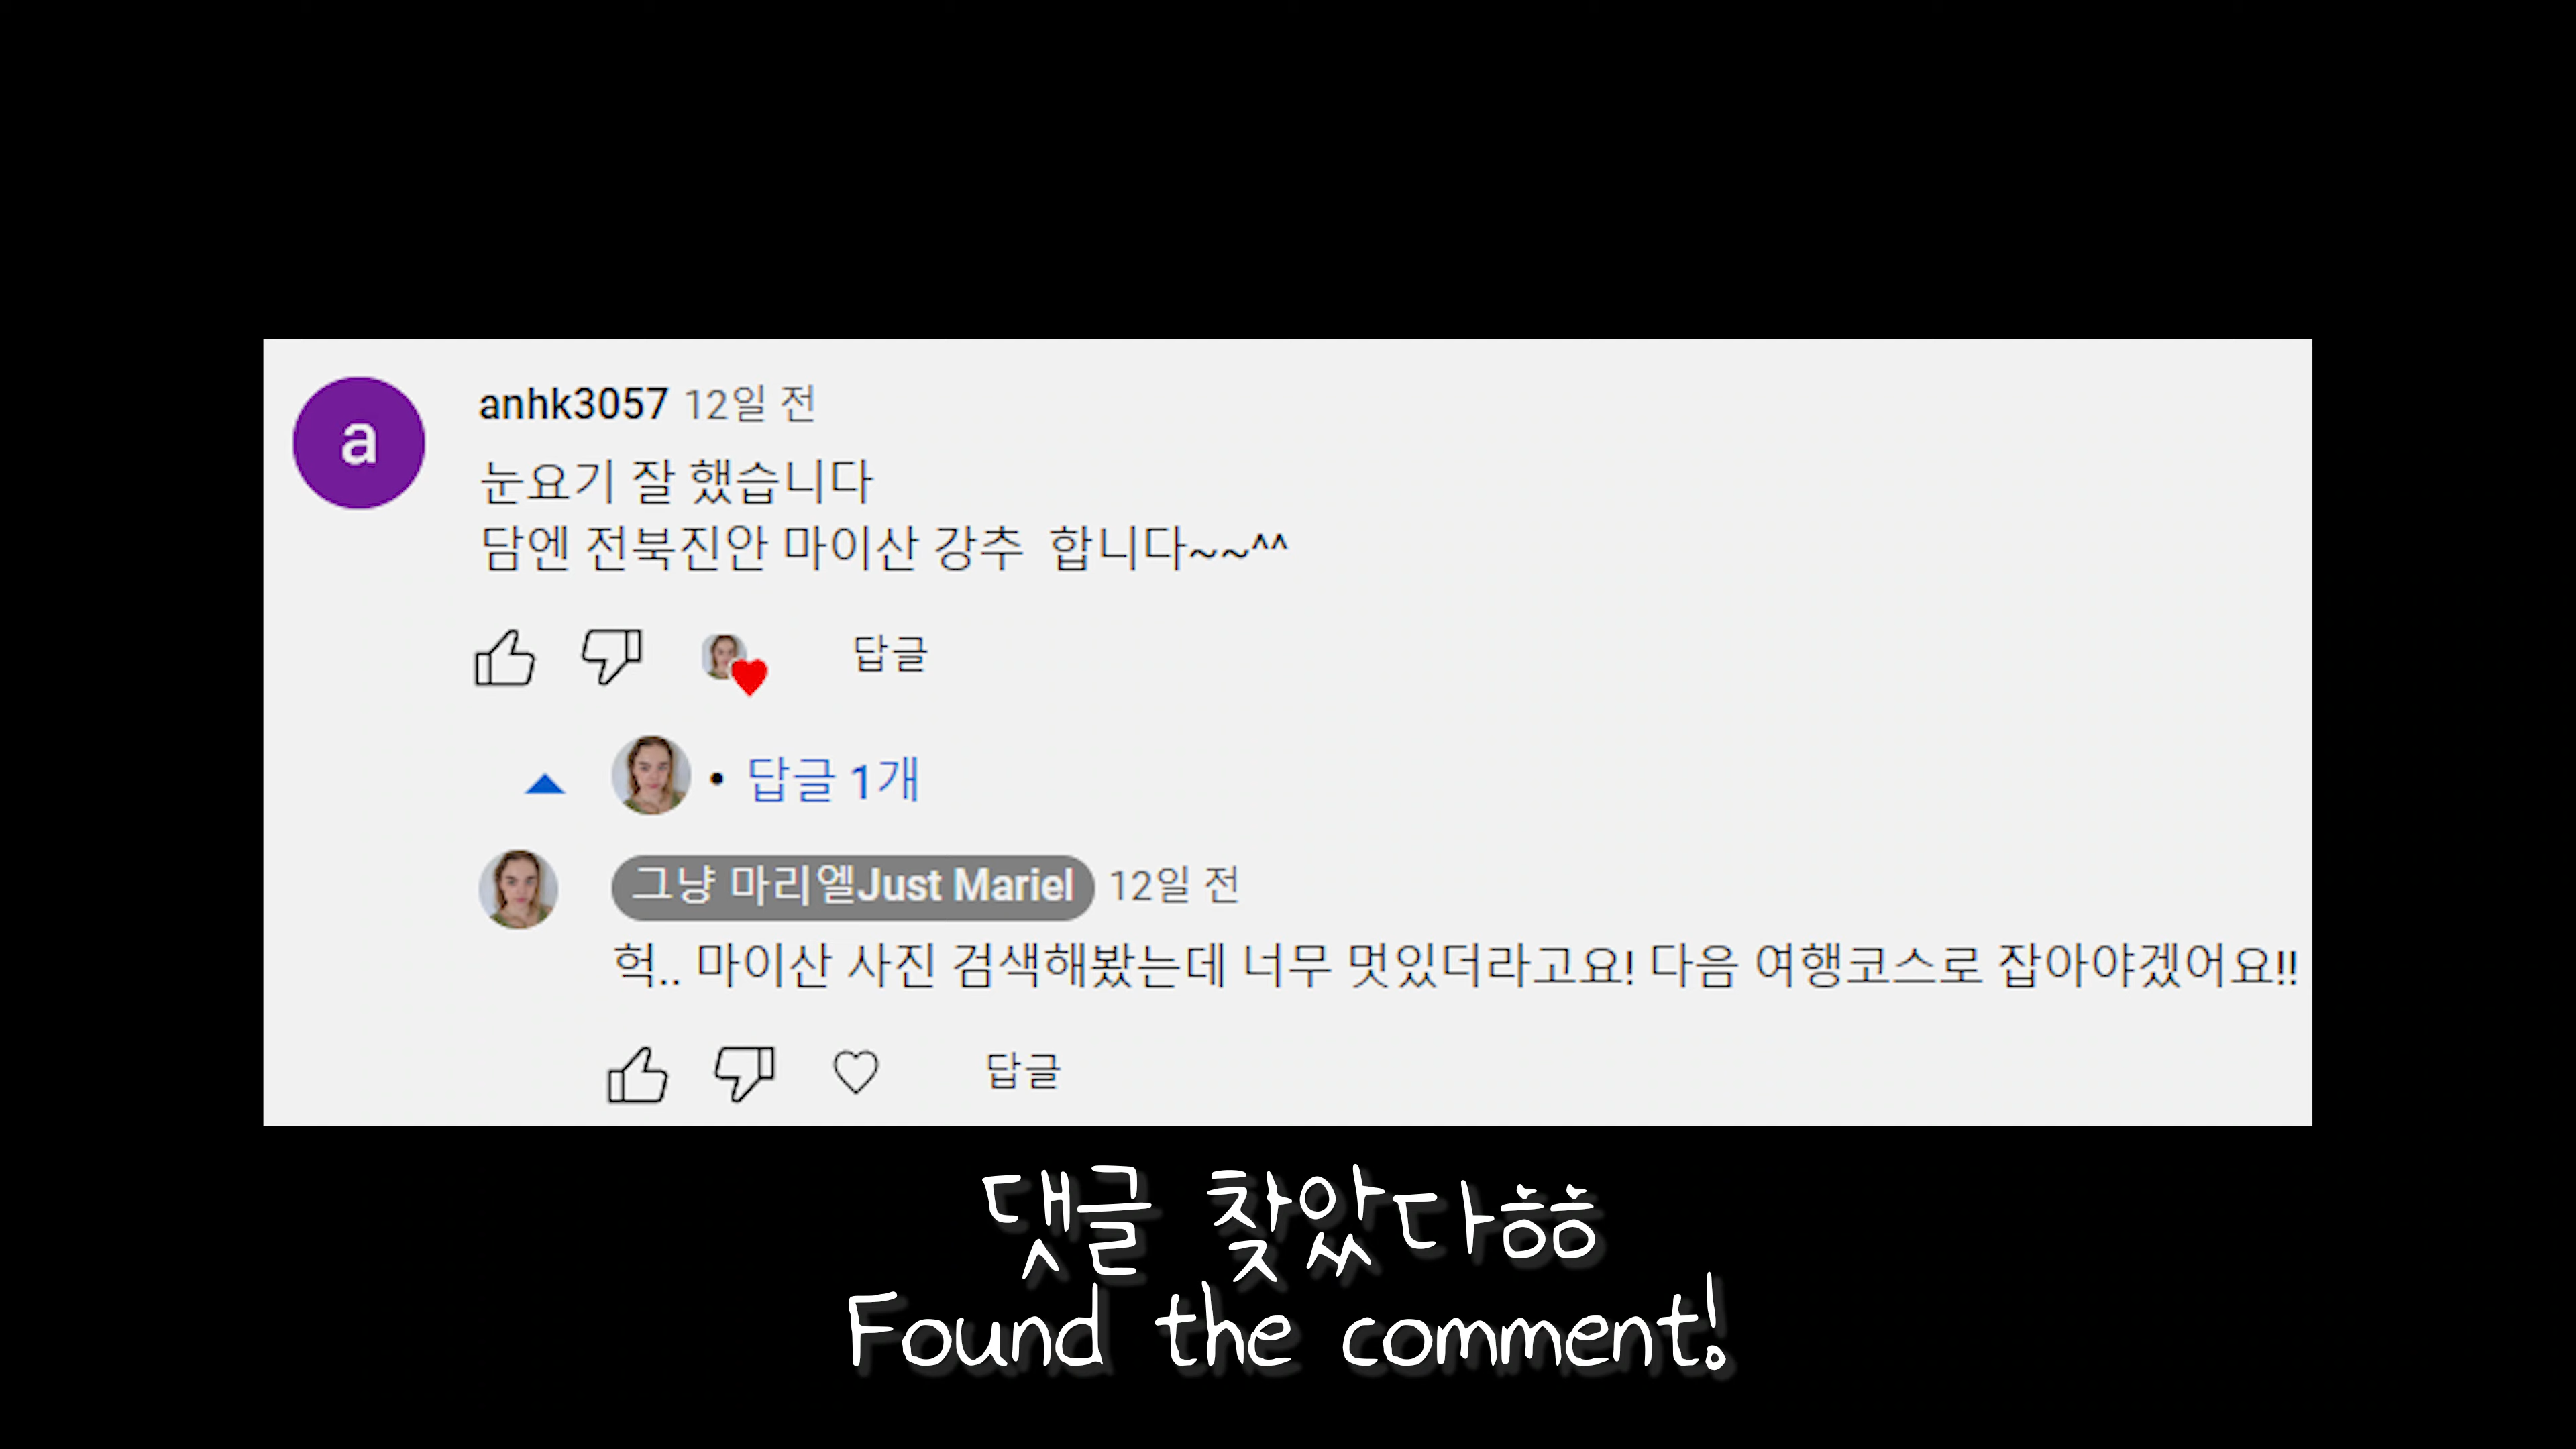 a
anhk3057 12일 전
눈요기 잘 했습니다
담엔 전북진안 마이산 강추 합니다~~^^
답글
• 답글 1개
그냥 마리엘Just Mariel 12일 전
헉.. 마이산 사진 검색해봤는데 너무 멋있더라고요! 다음 여행코스로 잡아야겠어요!!
답글
댓글 찾았다ㅎㅎ
Found the comment!